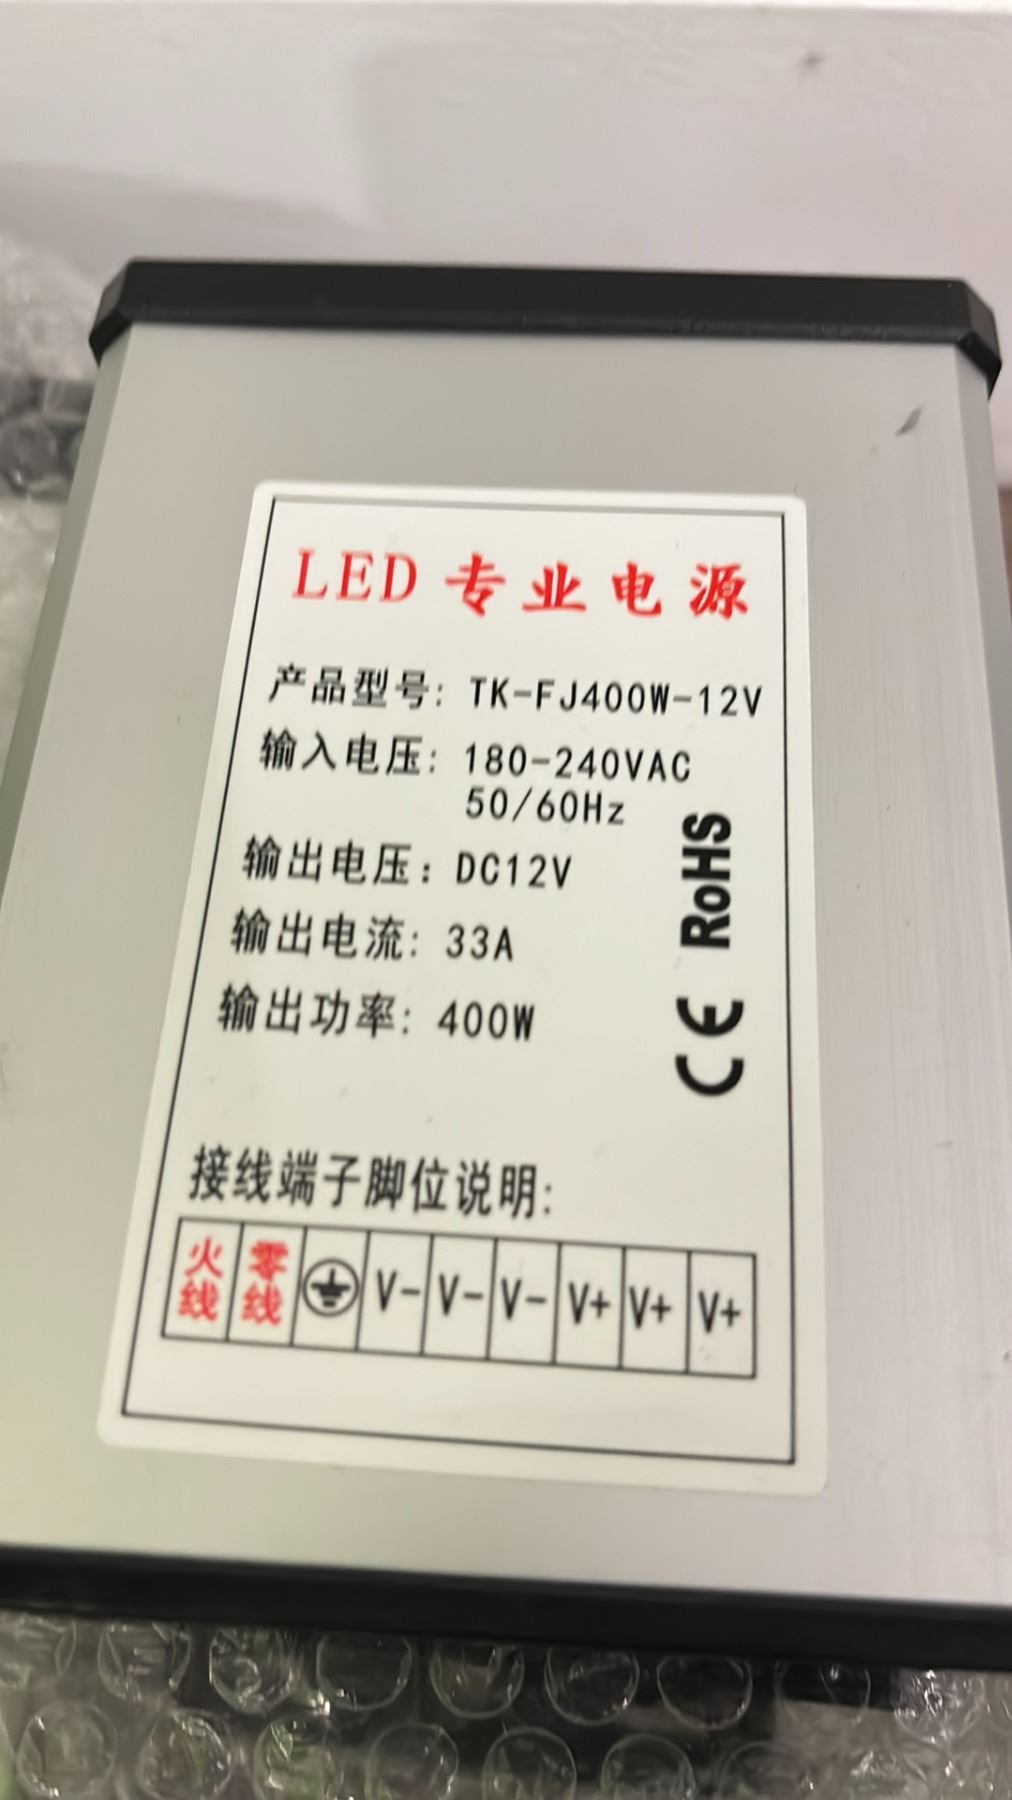 LED 专业电源
产品型号: TK-FJ400W-12V
输入电压: 180-240VAC
50/60Hz
输出电压: DC12V
输出电流: 33A
输出功率: 400W
RoHS
CE
接线端子脚位说明:
火线 零线 ⏚ V- V- V- V+ V+ V+